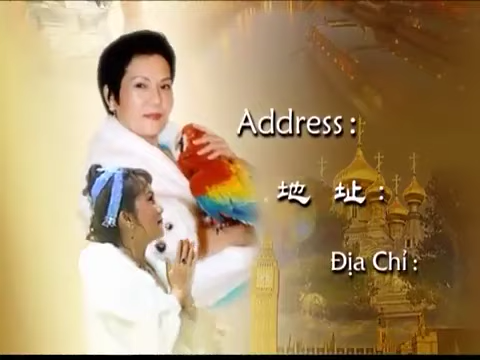 Address :
地 址 :
Địa Chỉ :